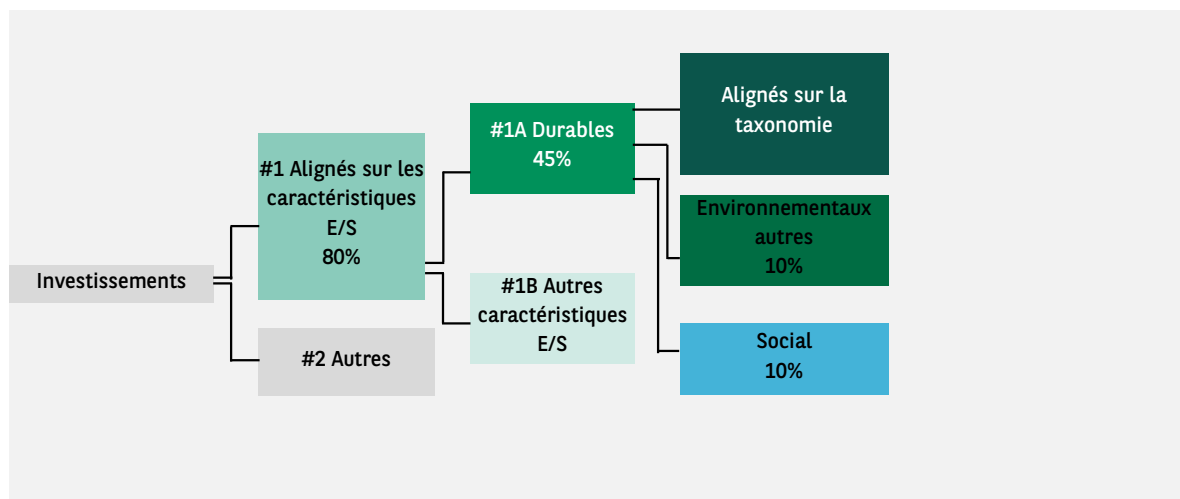 Investissements
#1 Alignés sur les
caractéristiques
E/S
80%
#2 Autres
#1A Durables
45%
#1B Autres
caractéristiques
E/S
Alignés sur la
taxonomie
Environnementaux
autres
10%
Social
10%